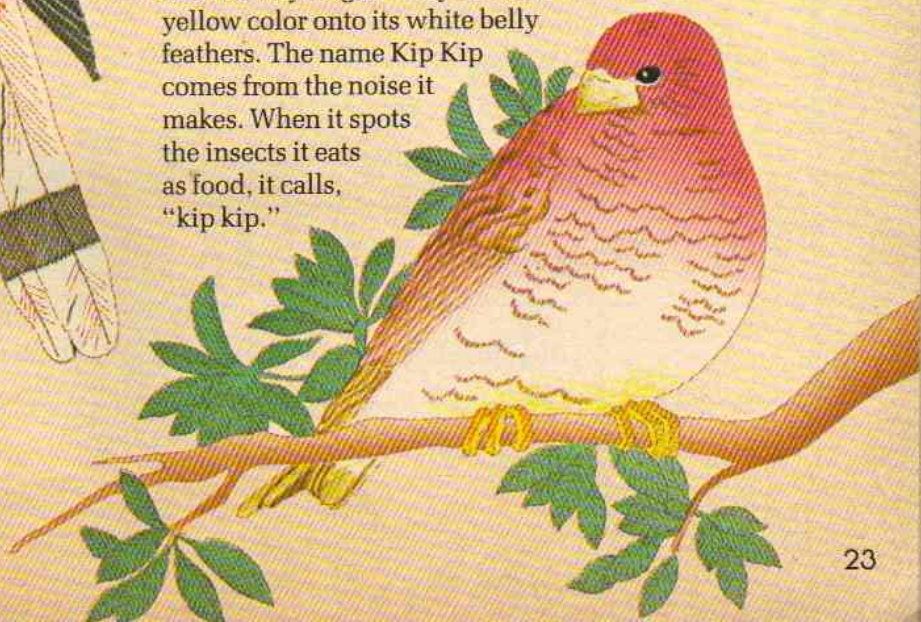 yellow color onto its white belly
feathers. The name Kip Kip
comes from the noise it
makes. When it spots
the insects it eats
as food, it calls,
“kip kip.”
23